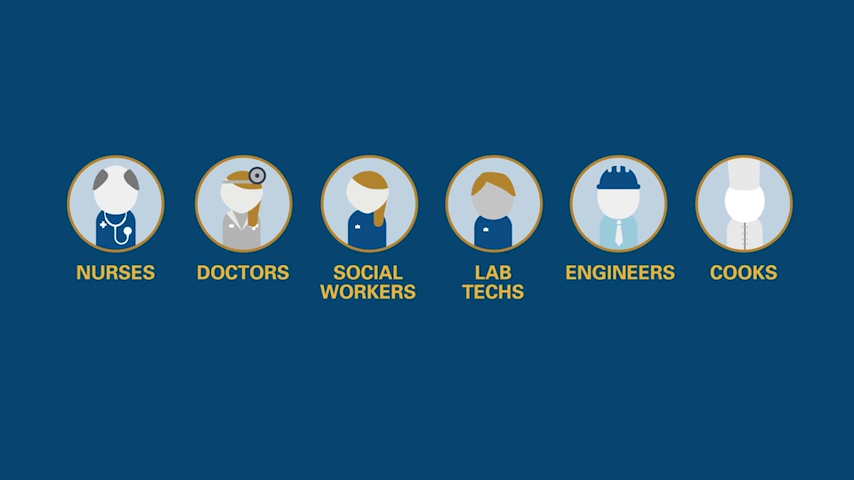 NURSES
DOCTORS
SOCIAL
WORKERS
LAB
TECHS
ENGINEERS
COOKS